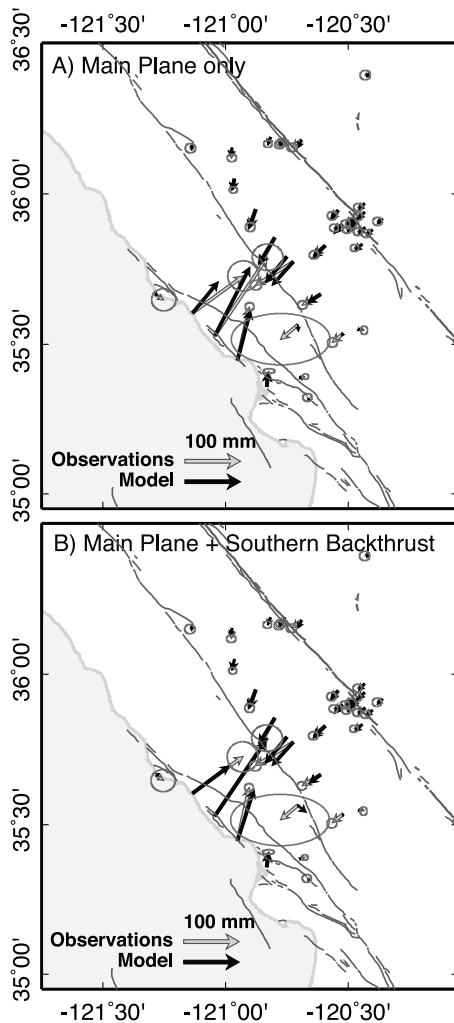 -121˚30' -121˚00' -120˚30'
36˚30'
A) Main Plane only
36˚00'
35˚30'
100 mm
Observations
Model
35˚00'
B) Main Plane + Southern Backthrust
36˚00'
35˚30'
100 mm
Observations
Model
35˚00'
-121˚30' -121˚00' -120˚30'